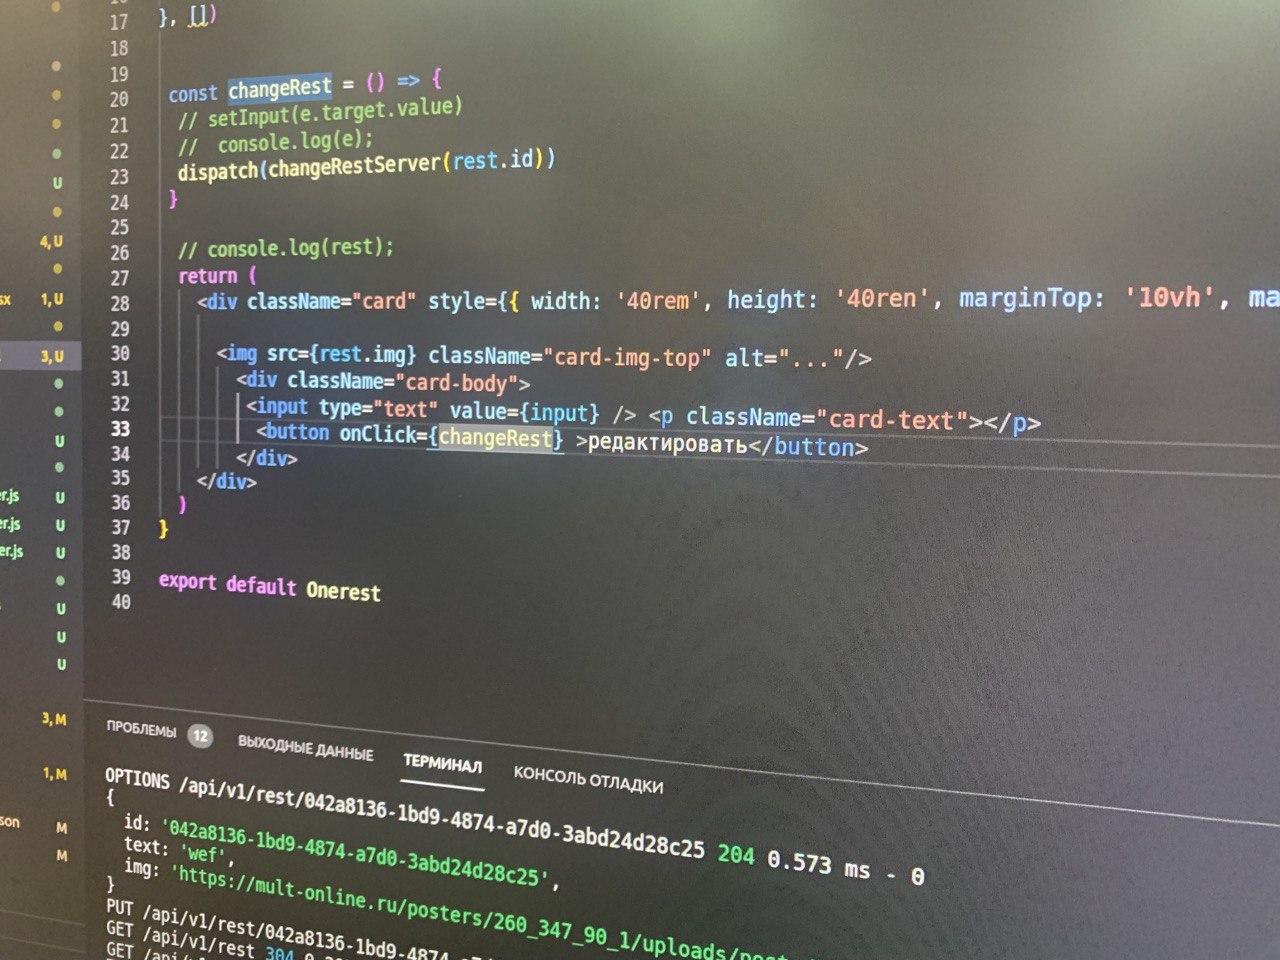 17 }, [])
18
19
20 const changeRest = () => {
21 // setInput(e.target.value)
22 // console.log(e);
23 dispatch(changeRestServer(rest.id))
24 }
25
26 // console.log(rest);
27 return (
28 <div className="card" style={{ width: '40rem', height: '40ren', marginTop: '10vh', ma
29
30 <img src={rest.img} className="card-img-top" alt="..."/>
31 <div className="card-body">
32 <input type="text" value={input} /> <p className="card-text"></p>
33 <button onClick={changeRest} >редактировать</button>
34 </div>
35 </div>
36 )
37 }
38
39 export default Onerest
40
U
4, U
sx 1, U
3, U
U
er.js U
er.js U
er.js U
U
U
U
3, M
1, M
son M
M
ПРОБЛЕМЫ 12 ВЫХОДНЫЕ ДАННЫЕ ТЕРМИНАЛ КОНСОЛЬ ОТЛАДКИ
OPTIONS /api/v1/rest/042a8136-1bd9-4874-a7d0-3abd24d28c25 204 0.573 ms - 0
{
id: '042a8136-1bd9-4874-a7d0-3abd24d28c25',
text: 'wef',
img: 'https://mult-online.ru/posters/260_347_90_1/uploads/post
}
PUT /api/v1/rest/042a8136-1bd9-4874
GET /api/v1/rest 304
GET /api/v1